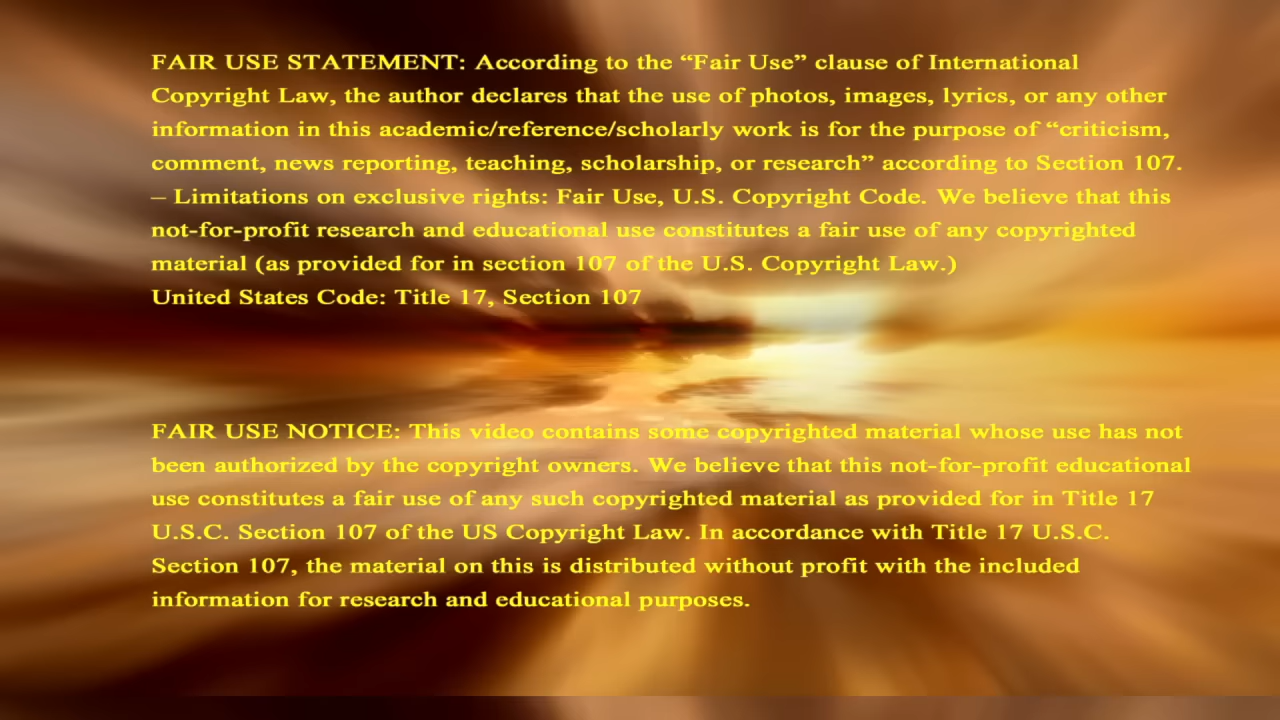 FAIR USE STATEMENT: According to the “Fair Use” clause of International
Copyright Law, the author declares that the use of photos, images, lyrics, or any other
information in this academic/reference/scholarly work is for the purpose of “criticism,
comment, news reporting, teaching, scholarship, or research” according to Section 107.
– Limitations on exclusive rights: Fair Use, U.S. Copyright Code. We believe that this
not-for-profit research and educational use constitutes a fair use of any copyrighted
material (as provided for in section 107 of the U.S. Copyright Law.)
United States Code: Title 17, Section 107
FAIR USE NOTICE: This video contains some copyrighted material whose use has not
been authorized by the copyright owners. We believe that this not-for-profit educational
use constitutes a fair use of any such copyrighted material as provided for in Title 17
U.S.C. Section 107 of the US Copyright Law. In accordance with Title 17 U.S.C.
Section 107, the material on this is distributed without profit with the included
information for research and educational purposes.